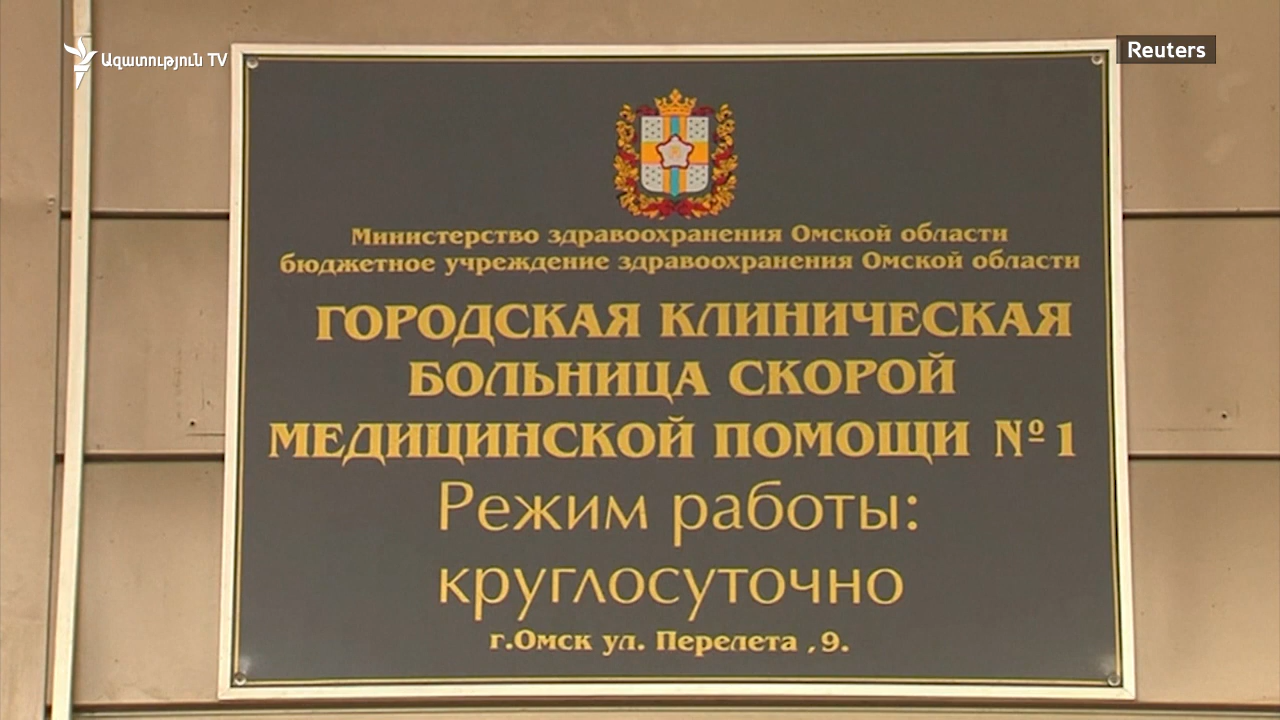 Ազատություն TV
Reuters
Министерство здравоохранения Омской области
бюджетное учреждение здравоохранения Омской области
ГОРОДСКАЯ КЛИНИЧЕСКАЯ
БОЛЬНИЦА СКОРОЙ
МЕДИЦИНСКОЙ ПОМОЩИ №1
Режим работы:
круглосуточно
г.Омск ул. Перелета , 9.